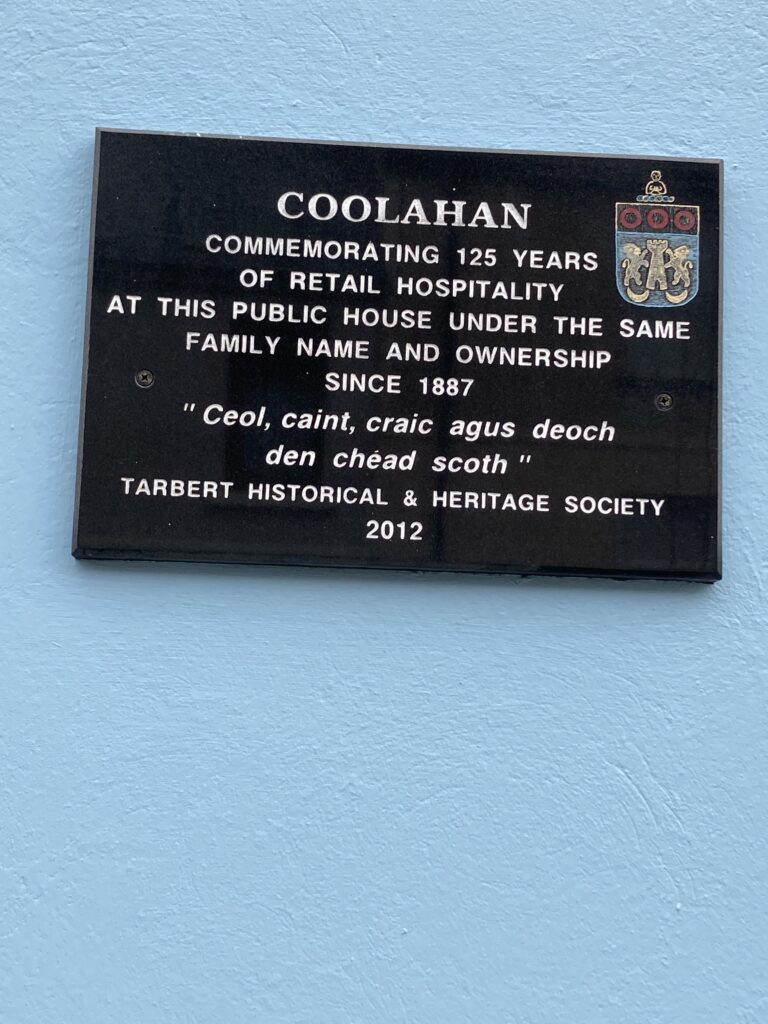 COOLAHAN
COMMEMORATING 125 YEARS
OF RETAIL HOSPITALITY
AT THIS PUBLIC HOUSE UNDER THE SAME
FAMILY NAME AND OWNERSHIP
SINCE 1887
"Ceol, caint, craic agus deoch
den chéad scoth"
TARBERT HISTORICAL & HERITAGE SOCIETY
2012